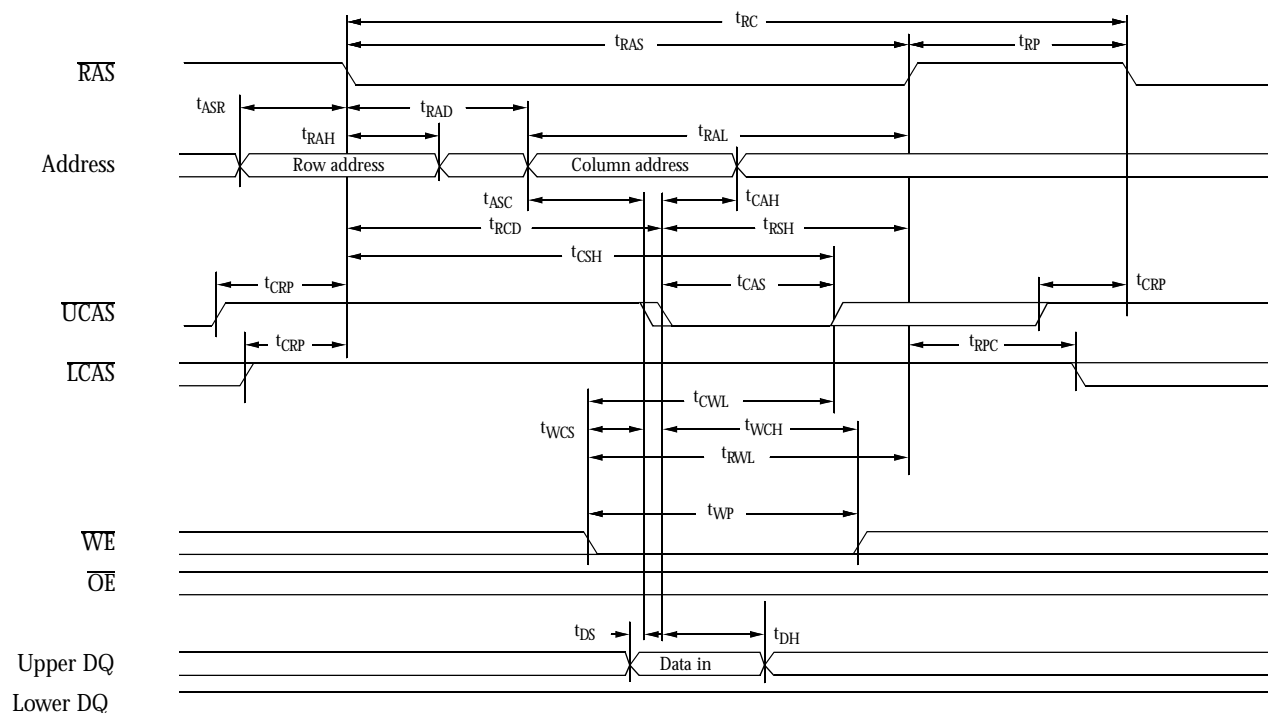 tRC
tRAS
tRP
RAS
tASR
tRAD
tRAH
tRAL
Address
Row address
Column address
tASC
tCAH
tRCD
tRSH
tCSH
tCRP
tCAS
tCRP
UCAS
tCRP
tRPC
LCAS
tCWL
tWCS
tWCH
tRWL
tWP
WE
OE
tDS
tDH
Upper DQ
Data in
Lower DQ